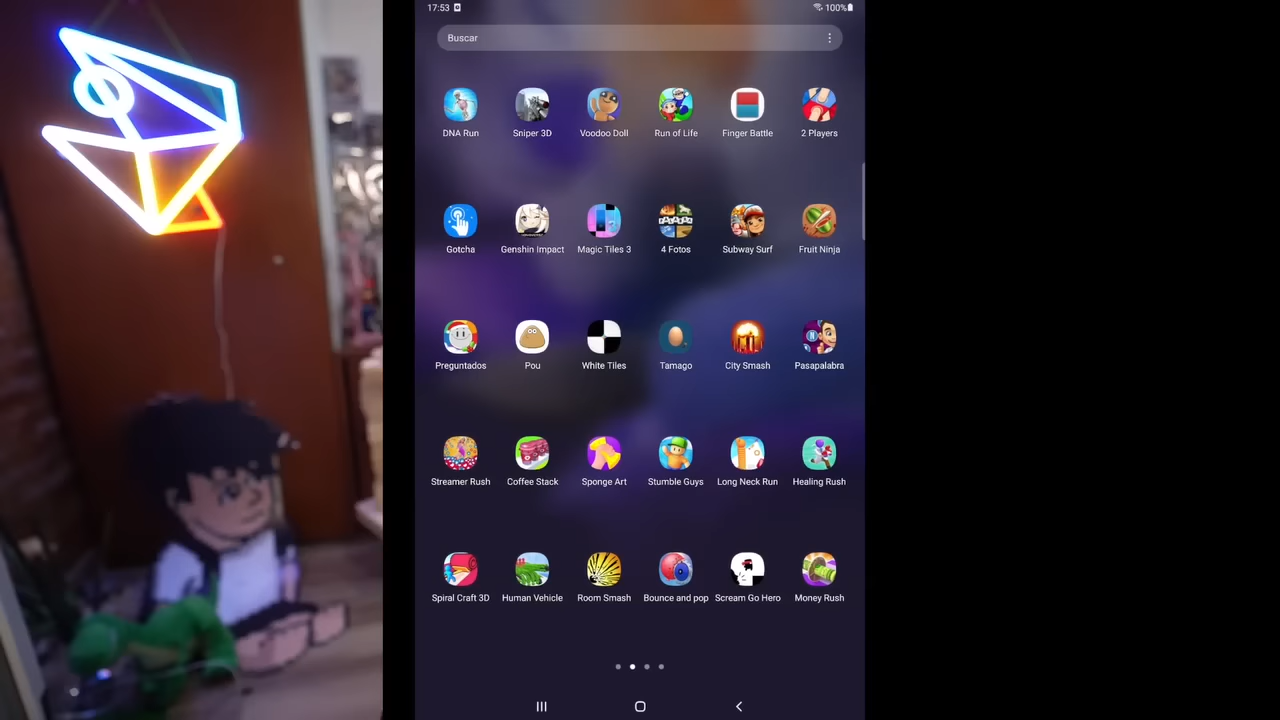 17:53
100%
Buscar
DNA Run
Sniper 3D
Voodoo Doll
Run of Life
Finger Battle
2 Players
Gotcha
Genshin Impact
Magic Tiles 3
4 Fotos
Subway Surf
Fruit Ninja
Preguntados
Pou
White Tiles
Tamago
City Smash
Pasapalabra
Streamer Rush
Coffee Stack
Sponge Art
Stumble Guys
Long Neck Run
Healing Rush
Spiral Craft 3D
Human Vehicle
Room Smash
Bounce and pop
Scream Go Hero
Money Rush